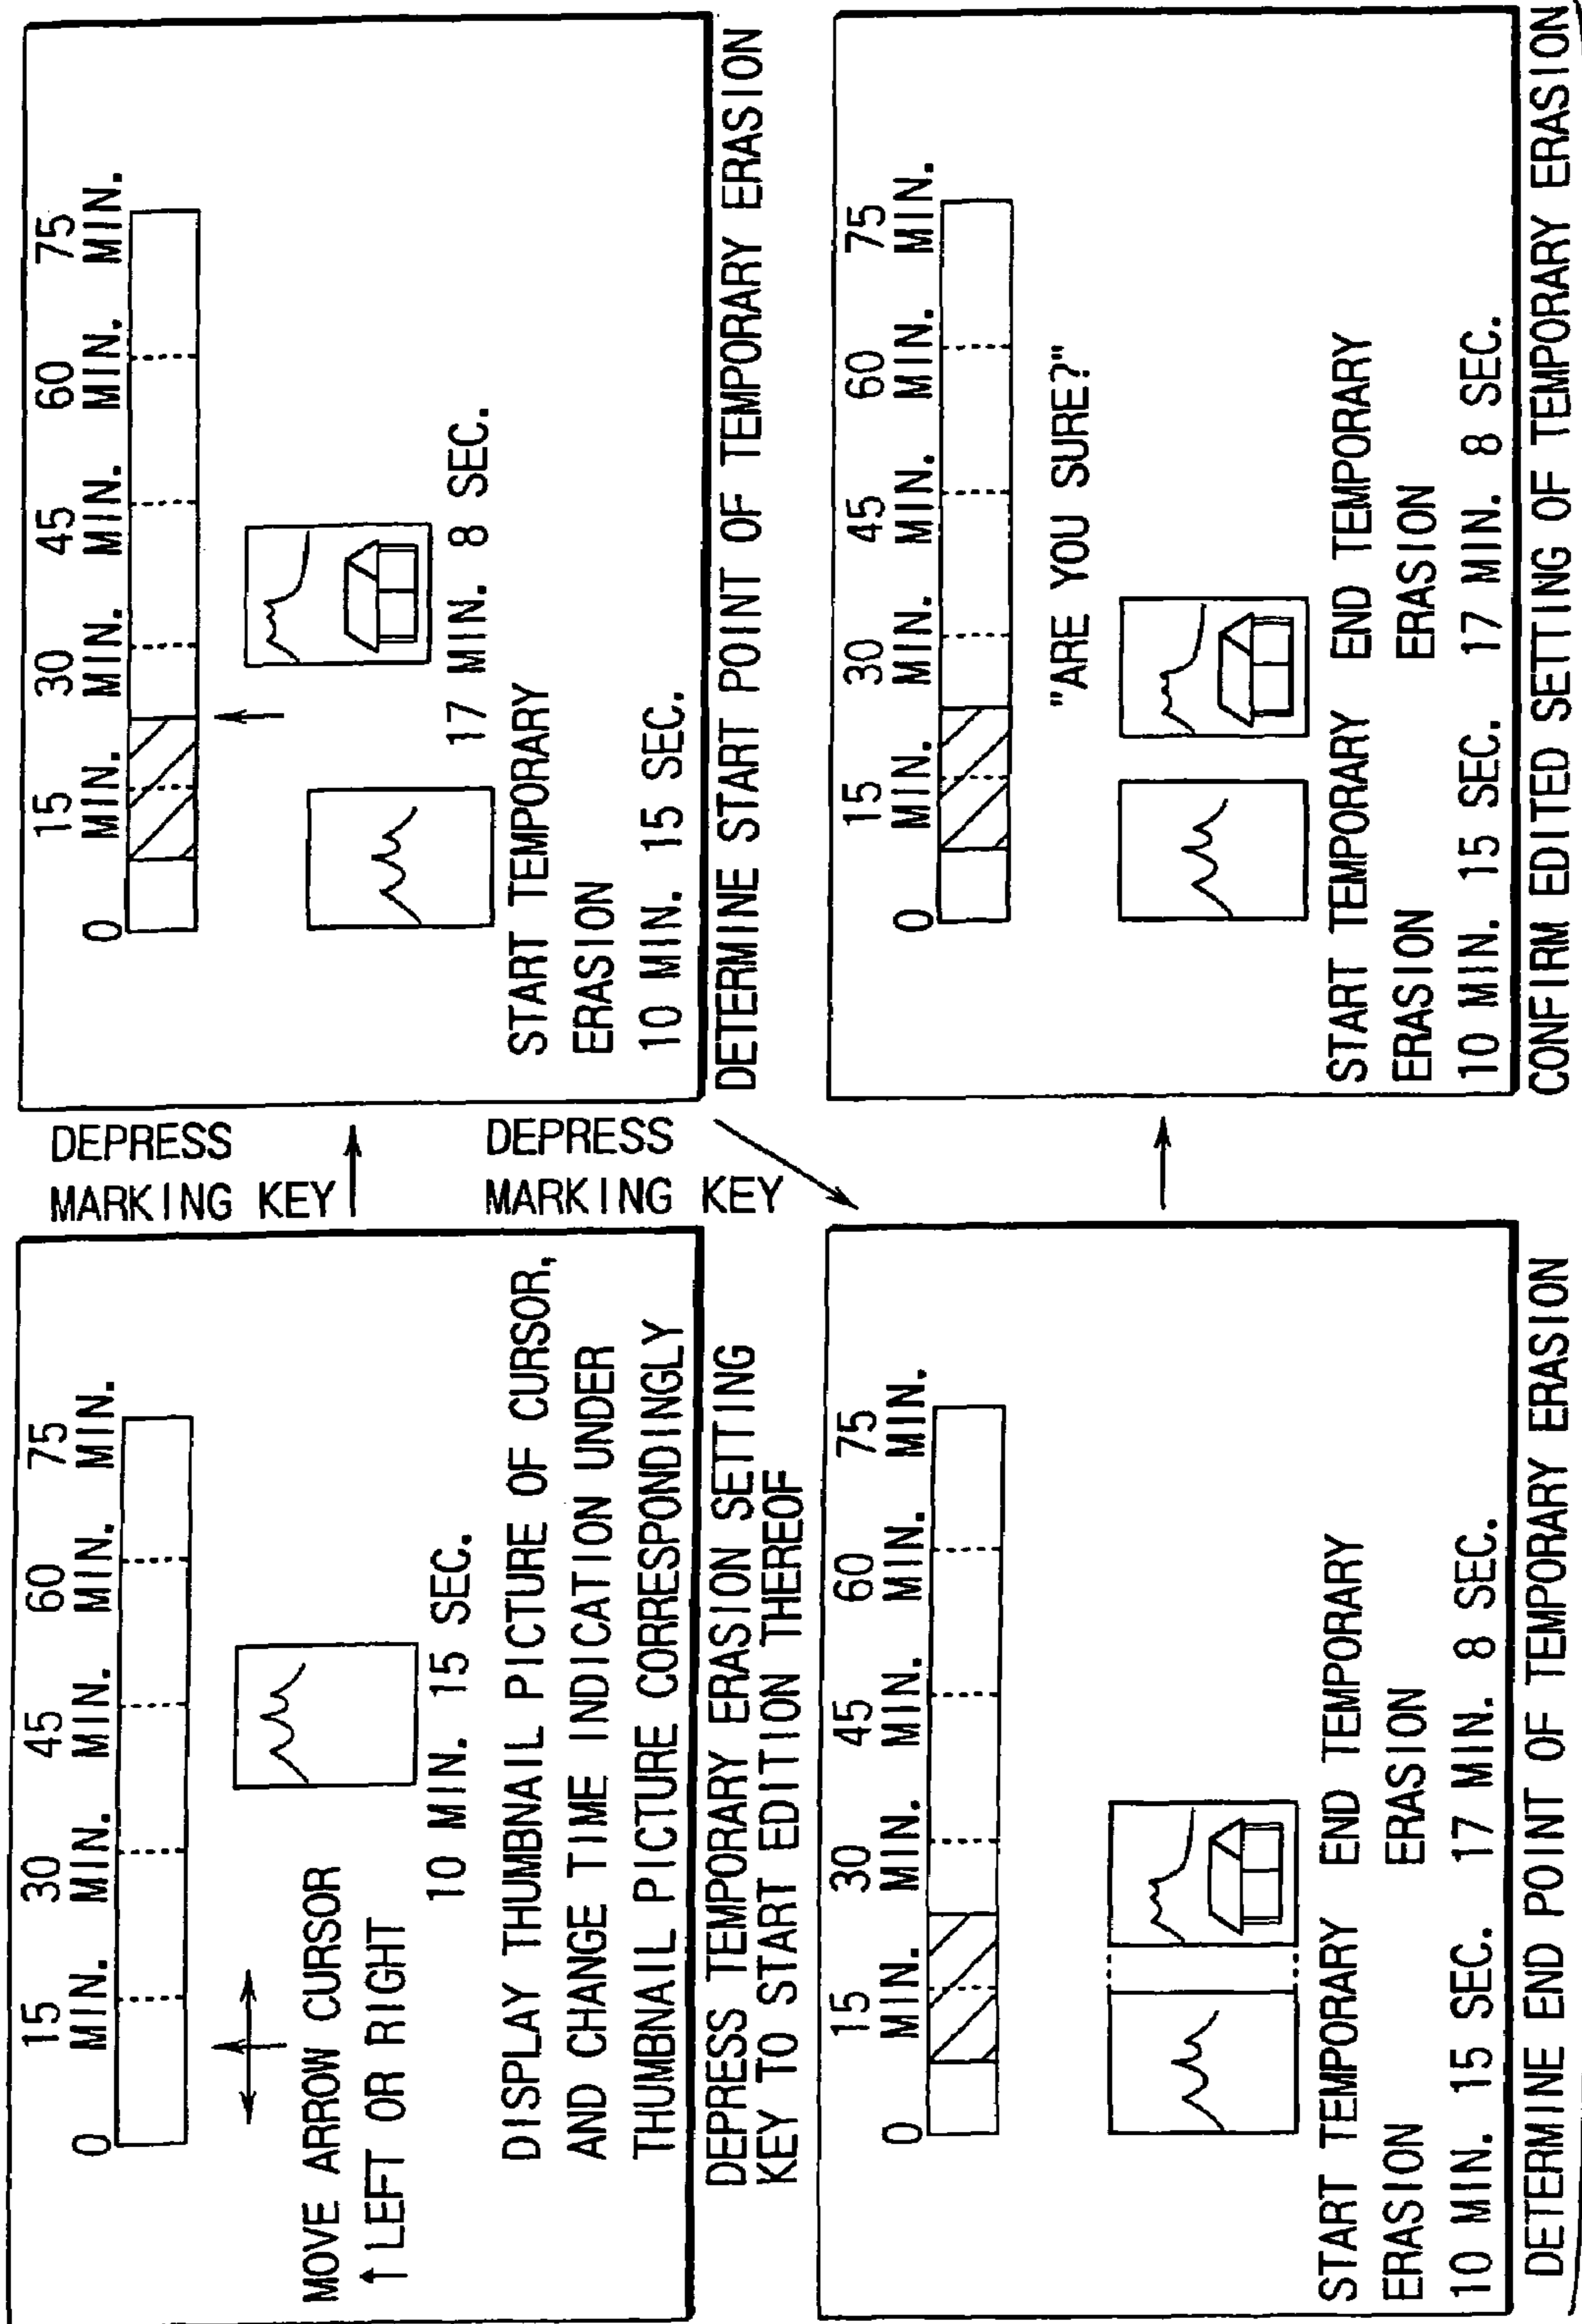 0 15 30 45 60 75
MIN. MIN. MIN. MIN. MIN.
MOVE ARROW CURSOR
↑LEFT OR RIGHT
10 MIN. 15 SEC.
DISPLAY THUMBNAIL PICTURE OF CURSOR,
AND CHANGE TIME INDICATION UNDER
THUMBNAIL PICTURE CORRESPONDINGLY
DEPRESS TEMPORARY ERASION SETTING
KEY TO START EDITION THEREOF
DEPRESS
MARKING KEY
0 15 30 45 60 75
MIN. MIN. MIN. MIN. MIN.
17 MIN. 8 SEC.
START TEMPORARY
ERASION
10 MIN. 15 SEC.
DETERMINE START POINT OF TEMPORARY ERASION
DEPRESS
MARKING KEY
0 15 30 45 60 75
MIN. MIN. MIN. MIN. MIN.
START TEMPORARY END TEMPORARY
ERASION ERASION
10 MIN. 15 SEC. 17 MIN. 8 SEC.
DETERMINE END POINT OF TEMPORARY ERASION
0 15 30 45 60 75
MIN. MIN. MIN. MIN. MIN.
"ARE YOU SURE?"
START TEMPORARY END TEMPORARY
ERASION ERASION
10 MIN. 15 SEC. 17 MIN. 8 SEC.
CONFIRM EDITED SETTING OF TEMPORARY ERASION